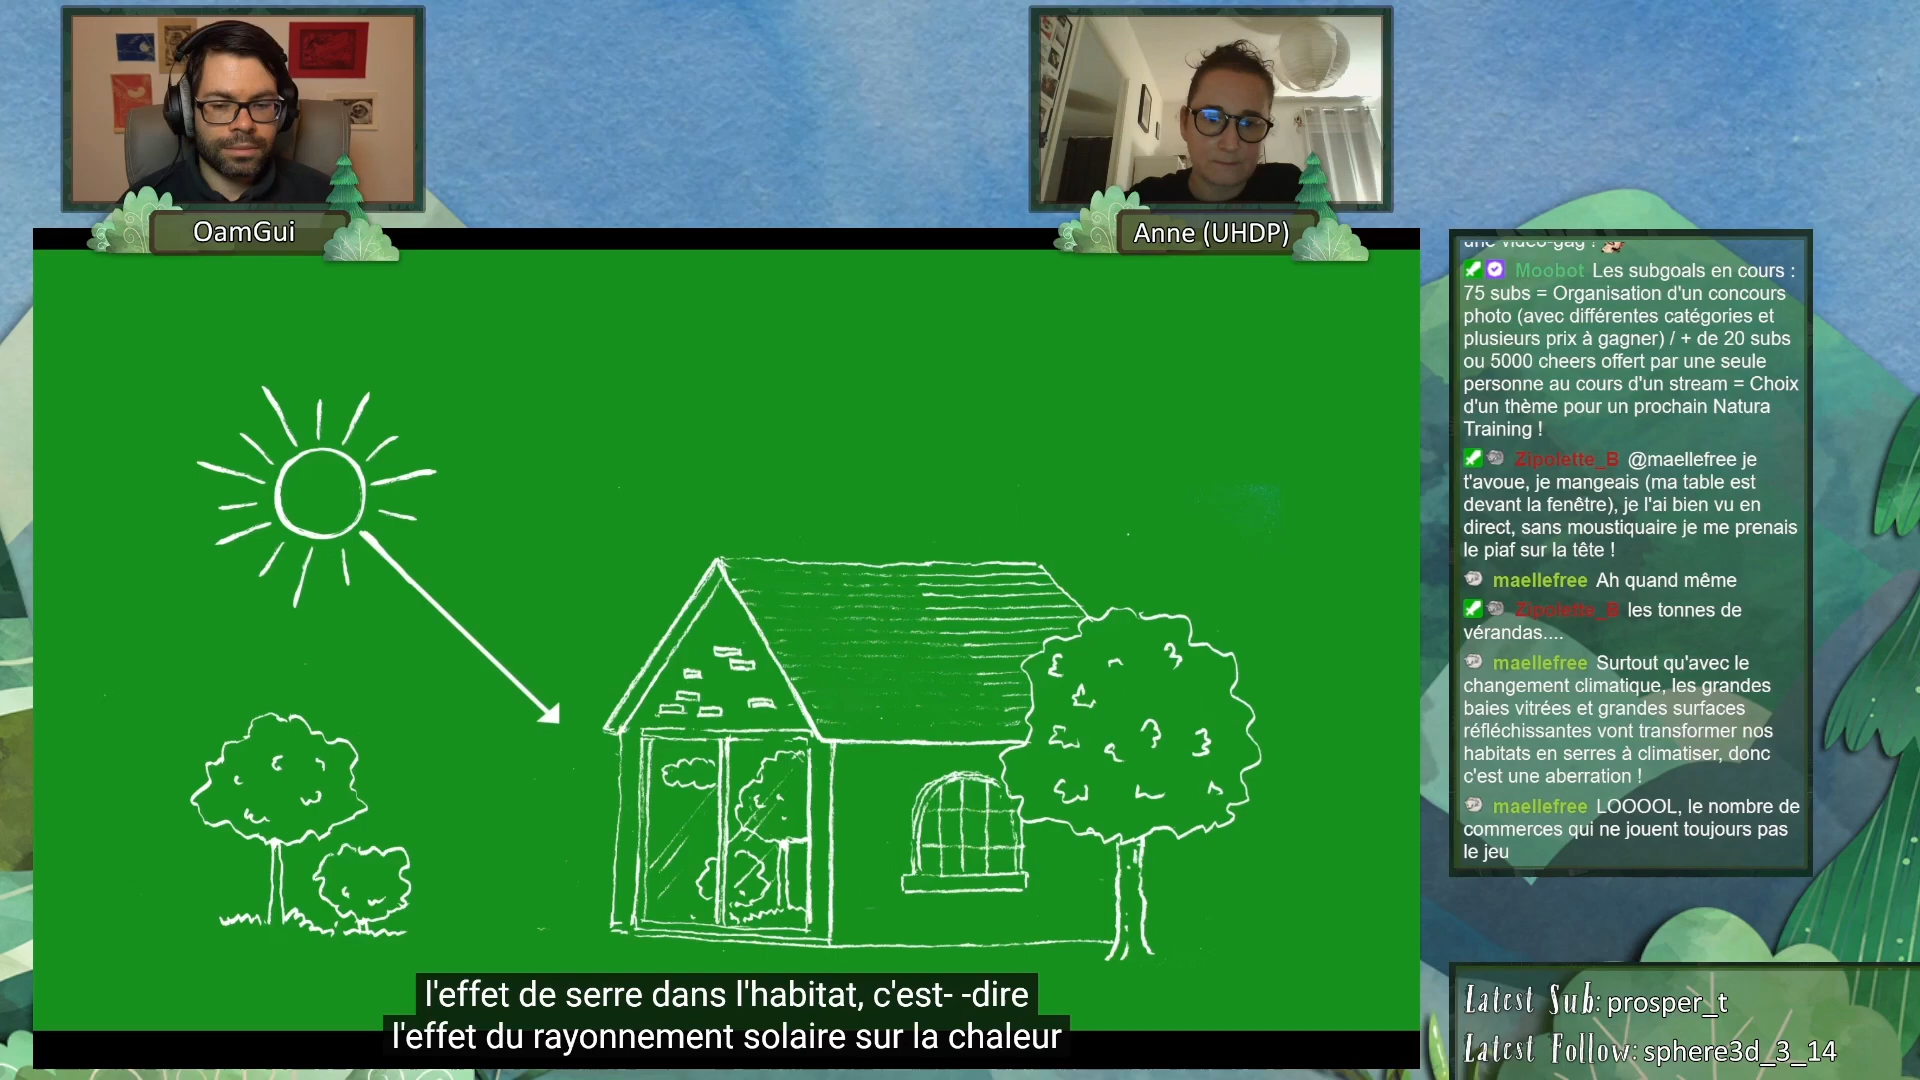 OamGui
Anne (UHDP)
une vidéo-gag !
Moobot Les subgoals en cours :
75 subs = Organisation d'un concours
photo (avec différentes catégories et
plusieurs prix à gagner) / + de 20 subs
ou 5000 cheers offert par une seule
personne au cours d'un stream = Choix
d'un thème pour un prochain Natura
Training !
Zipolette_B @maellefree je
t'avoue, je mangeais (ma table est
devant la fenêtre), je l'ai bien vu en
direct, sans moustiquaire je me prenais
le piaf sur la tête !
maellefree Ah quand même
Zipolette_B les tonnes de
vérandas....
maellefree Surtout qu'avec le
changement climatique, les grandes
baies vitrées et grandes surfaces
réfléchissantes vont transformer nos
habitats en serres à climatiser, donc
c'est une aberration !
maellefree LOOOOL, le nombre de
commerces qui ne jouent toujours pas
le jeu
l'effet de serre dans l'habitat, c'est- -dire
l'effet du rayonnement solaire sur la chaleur
Latest Sub: prosper_t
Latest Follow: sphere3d_3_14